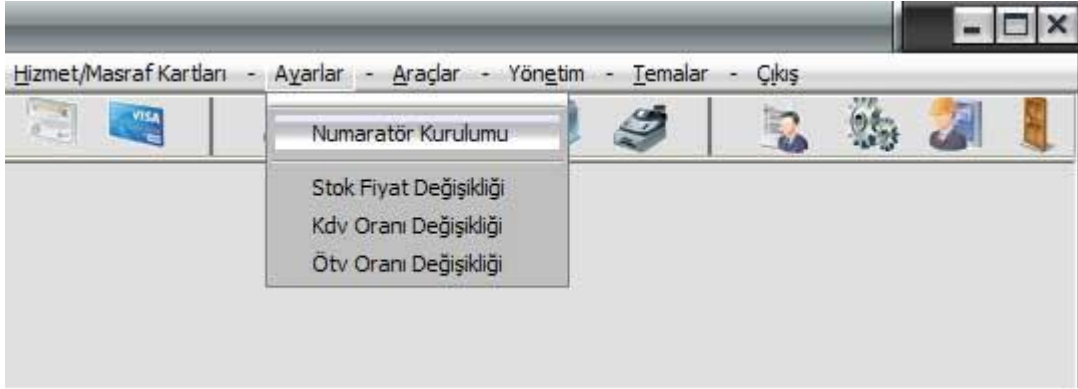 Hizmet/Masraf Kartları - Ayarlar - Araçlar - Yönetim - Temalar - Çıkış
VISA
Numaratör Kurulumu
Stok Fiyat Değişikliği
Kdv Oranı Değişikliği
Ötv Oranı Değişikliği